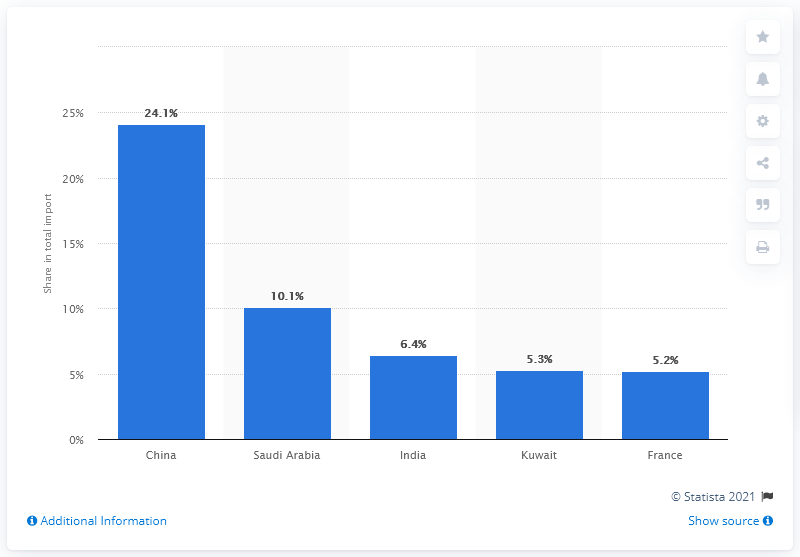 25%
20%
15%
10%
5%
0%
Share in total import
24.1%
10.1%
6.4%
5.3%
5.2%
China
Saudi Arabia
India
Kuwait
France
© Statista 2021
Additional Information
Show source